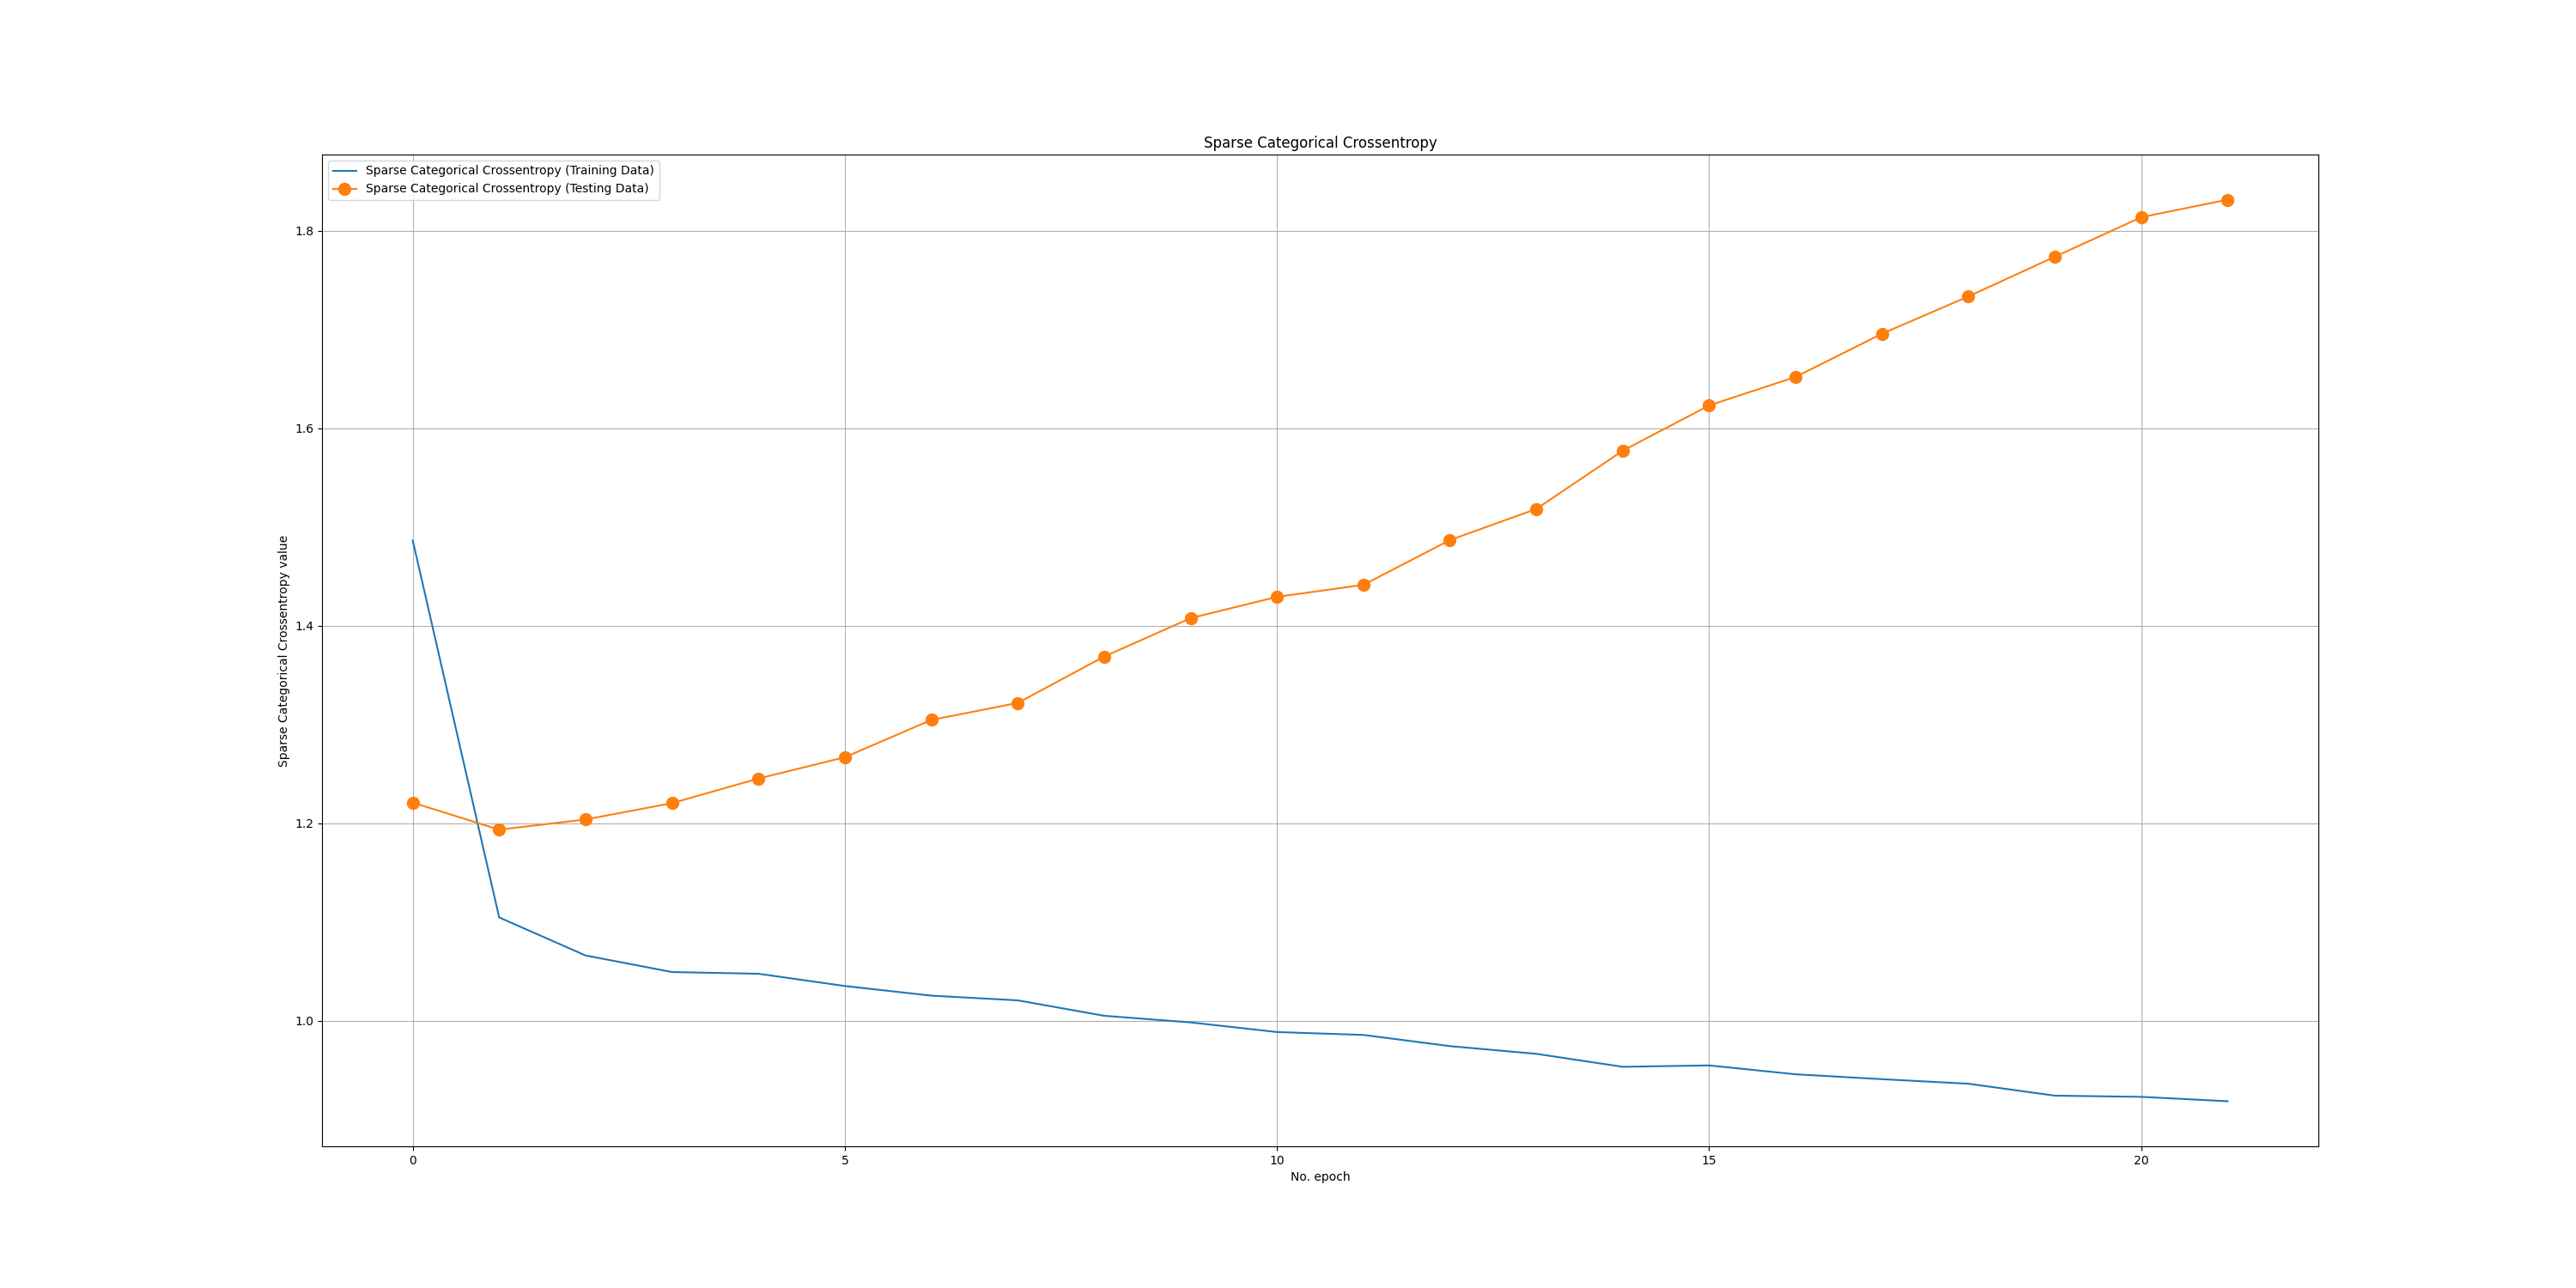 Sparse Categorical Crossentropy
Sparse Categorical Crossentropy (Training Data)
Sparse Categorical Crossentropy (Testing Data)
Sparse Categorical Crossentropy value
1.8
1.6
1.4
1.2
1.0
0
5
10
15
20
No. epoch